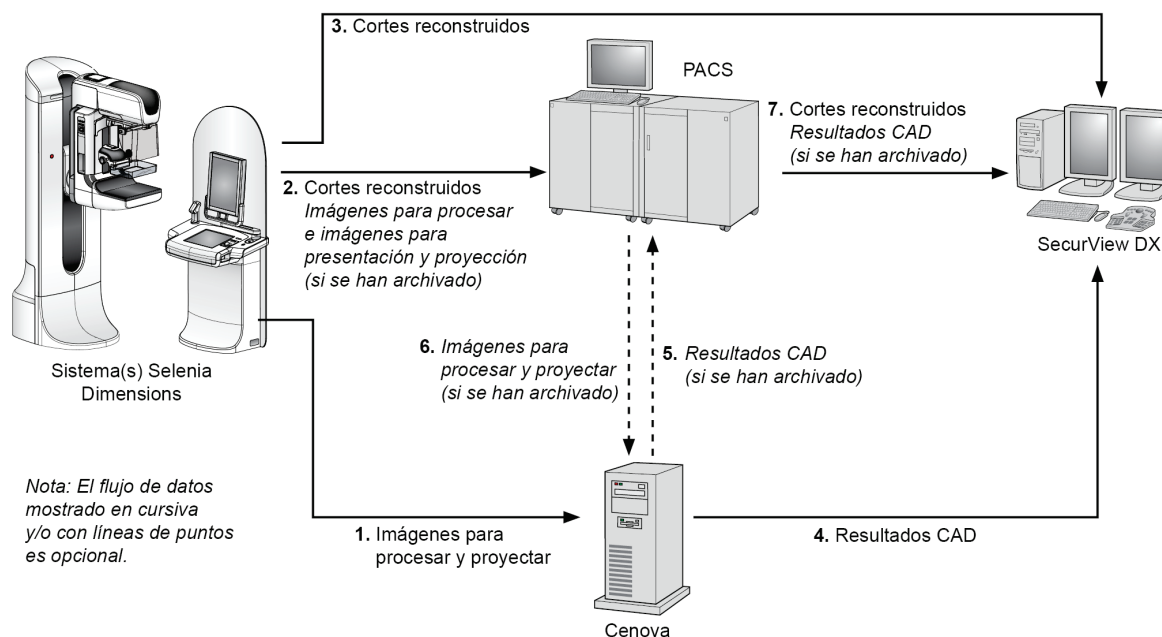 3. Cortes reconstruidos
PACS
7. Cortes reconstruidos
Resultados CAD
(si se han archivado)
2. Cortes reconstruidos
Imágenes para procesar
e imágenes para
presentación y proyección
(si se han archivado)
SecurView DX
Sistema(s) Selenia
Dimensions
6. Imágenes para
procesar y proyectar
(si se han archivado)
5. Resultados CAD
(si se han archivado)
Nota: El flujo de datos
mostrado en cursiva
y/o con líneas de puntos
es opcional.
1. Imágenes para
procesar y proyectar
4. Resultados CAD
Cenova